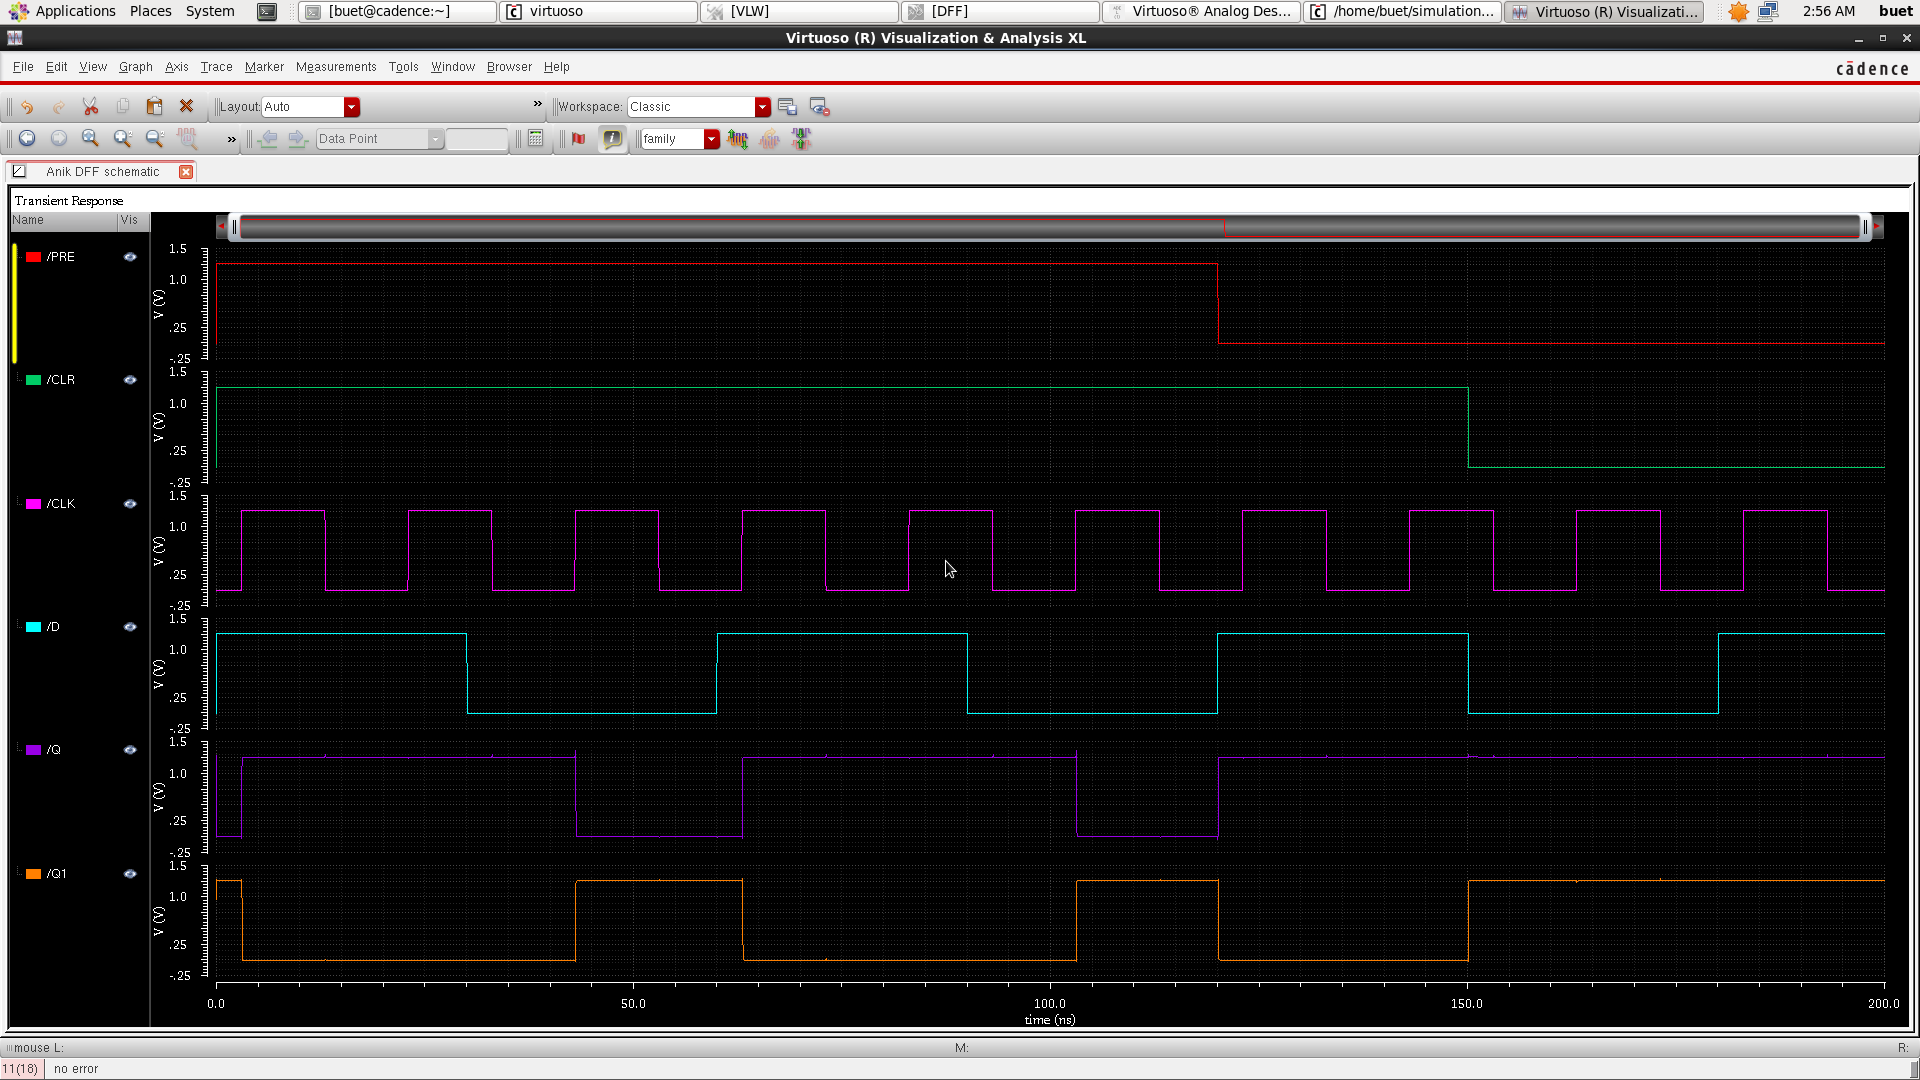 Applications Places System [buet@cadence:~] virtuoso [VLW] [DFF] Virtuoso® Analog Des... /home/buet/simulation... Virtuoso (R) Visualizati... 2:56 AM buet
Virtuoso (R) Visualization & Analysis XL
File Edit View Graph Axis Trace Marker Measurements Tools Window Browser Help cādence
Layout: Auto » Workspace: Classic
» Data Point family
Anik DFF schematic
Transient Response
Name Vis
/PRE
1.5
1.0
.25
-.25
V (V)
/CLR
1.5
1.0
.25
-.25
V (V)
/CLK
1.5
1.0
.25
-.25
V (V)
/D
1.5
1.0
.25
-.25
V (V)
/Q
1.5
1.0
.25
-.25
V (V)
/Q1
1.5
1.0
.25
-.25
V (V)
0.0 50.0 100.0 150.0 200.0
time (ns)
mouse L: M: R:
11(18) no error